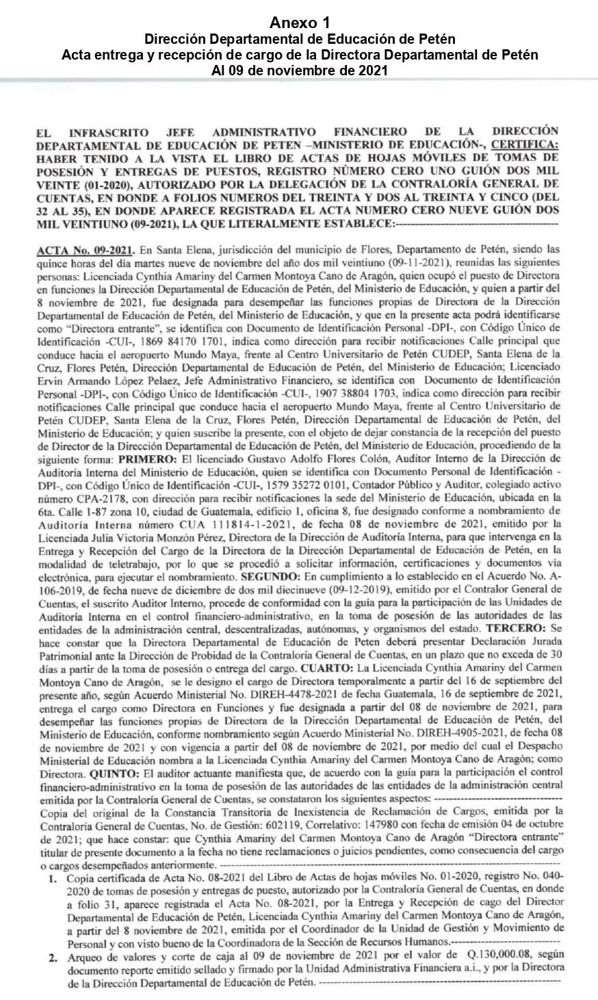 Anexo 1
Dirección Departamental de Educación de Petén
Acta entrega y recepción de cargo de la Directora Departamental de Petén
Al 09 de noviembre de 2021
EL INFRASCRITO JEFE ADMINISTRATIVO FINANCIERO DE LA DIRECCIÓN
DEPARTAMENTAL DE EDUCACIÓN DE PETEN –MINISTERIO DE EDUCACIÓN-, CERTIFICA:
HABER TENIDO A LA VISTA EL LIBRO DE ACTAS DE HOJAS MÓVILES DE TOMAS DE
POSESIÓN Y ENTREGAS DE PUESTOS, REGISTRO NÚMERO CERO UNO GUIÓN DOS MIL
VEINTE (01-2020), AUTORIZADO POR LA DELEGACIÓN DE LA CONTRALORÍA GENERAL DE
CUENTAS, EN DONDE A FOLIOS NUMEROS DEL TREINTA Y DOS AL TREINTA Y CINCO (DEL
32 AL 35), EN DONDE APARECE REGISTRADA EL ACTA NUMERO CERO NUEVE GUIÓN DOS
MIL VEINTIUNO (09-2021), LA QUE LITERALMENTE ESTABLECE:-----------------------------------
ACTA No. 09-2021. En Santa Elena, jurisdicción del municipio de Flores, Departamento de Petén, siendo las
quince horas del día martes nueve de noviembre del año dos mil veintiuno (09-11-2021), reunidas las siguientes
personas: Licenciada Cynthia Amariny del Carmen Montoya Cano de Aragón, quien ocupó el puesto de Directora
en funciones la Dirección Departamental de Educación de Petén, del Ministerio de Educación, y quien a partir del
8 noviembre de 2021, fue designada para desempeñar las funciones propias de Directora de la Dirección
Departamental de Educación de Petén, del Ministerio de Educación, y que en la presente acta podrá identificarse
como “Directora entrante”, se identifica con Documento de Identificación Personal -DPI-, con Código Único de
Identificación -CUI-, 1869 84170 1701, indica como dirección para recibir notificaciones Calle principal que
conduce hacia el aeropuerto Mundo Maya, frente al Centro Universitario de Petén CUDEP, Santa Elena de la
Cruz, Flores Petén, Dirección Departamental de Educación de Petén, del Ministerio de Educación; Licenciado
Ervin Armando López Pelaez, Jefe Administrativo Financiero, se identifica con Documento de Identificación
Personal -DPI-, con Código Único de Identificación -CUI-, 1907 38804 1703, indica como dirección para recibir
notificaciones Calle principal que conduce hacia el aeropuerto Mundo Maya, frente al Centro Universitario de
Petén CUDEP, Santa Elena de la Cruz, Flores Petén, Dirección Departamental de Educación de Petén, del
Ministerio de Educación; y quien suscribe la presente, con el objeto de dejar constancia de la recepción del puesto
de Director de la Dirección Departamental de Educación de Petén, del Ministerio de Educación, procediendo de la
siguiente forma: PRIMERO: El licenciado Gustavo Adolfo Flores Colón, Auditor Interno de la Dirección de
Auditoría Interna del Ministerio de Educación, quien se identifica con Documento Personal de Identificación -
DPI-, con Código Único de Identificación -CUI-, 1579 35272 0101, Contador Público y Auditor, colegiado activo
número CPA-2178, con dirección para recibir notificaciones la sede del Ministerio de Educación, ubicada en la
6ta. Calle 1-87 zona 10, ciudad de Guatemala, edificio 1, oficina 8, fue designado conforme a nombramiento de
Auditoría Interna número CUA 111814-1-2021, de fecha 08 de noviembre de 2021, emitido por la
Licenciada Julia Victoria Monzón Pérez, Directora de la Dirección de Auditoría Interna, para que intervenga en la
Entrega y Recepción del Cargo de la Directora de la Dirección Departamental de Educación de Petén, en la
modalidad de teletrabajo, por lo que se procedió a solicitar información, certificaciones y documentos vía
electrónica, para ejecutar el nombramiento. SEGUNDO: En cumplimiento a lo establecido en el Acuerdo No. A-
106-2019, de fecha nueve de diciembre de dos mil diecinueve (09-12-2019), emitido por el Contralor General de
Cuentas, el suscrito Auditor Interno, procede de conformidad con la guía para la participación de las Unidades de
Auditoría Interna en el control financiero-administrativo, en la toma de posesión de las autoridades de las
entidades de la administración central, descentralizadas, autónomas, y organismos del estado. TERCERO: Se
hace constar que la Directora Departamental de Educación de Peten deberá presentar Declaración Jurada
Patrimonial ante la Dirección de Probidad de la Contraloría General de Cuentas, en un plazo que no exceda de 30
días a partir de la toma de posesión o entrega del cargo. CUARTO: La Licenciada Cynthia Amariny del Carmen
Montoya Cano de Aragón, se le designo el cargo de Directora temporalmente a partir del 16 de septiembre del
presente año, según Acuerdo Ministerial No. DIREH-4478-2021 de fecha Guatemala, 16 de septiembre de 2021,
entrega el cargo como Directora en Funciones y fue designada a partir del 08 de noviembre de 2021, para
desempeñar las funciones propias de Directora de la Dirección Departamental de Educación de Petén, del
Ministerio de Educación, conforme nombramiento según Acuerdo Ministerial No. DIREH-4905-2021, de fecha 08
de noviembre de 2021 y con vigencia a partir del 08 de noviembre de 2021, por medio del cual el Despacho
Ministerial de Educación nombra a la Licenciada Cynthia Amariny del Carmen Montoya Cano de Aragón; como
Directora. QUINTO: El auditor actuante manifiesta que, de acuerdo con la guía para la participación el control
financiero-administrativo en la toma de posesión de las autoridades de las entidades de la administración central
emitida por la Contraloría General de Cuentas, se constataron los siguientes aspectos: -------------------------------
Copia del original de la Constancia Transitoria de Inexistencia de Reclamación de Cargos, emitida por la
Contraloría General de Cuentas, No. de Gestión: 602119, Correlativo: 147980 con fecha de emisión 04 de octubre
de 2021; que hace constar: que Cynthia Amariny del Carmen Montoya Cano de Aragón “Directora entrante”
titular de presente documento a la fecha no tiene reclamaciones o juicios pendientes, como consecuencia del cargo
o cargos desempeñados anteriormente. --------------------------------------------------------------------------------
1. Copia certificada de Acta No. 08-2021 del Libro de Actas de hojas móviles No. 01-2020, registro No. 040-
2020 de tomas de posesión y entregas de puesto, autorizado por la Contraloría General de Cuentas, en donde
a folio 31, aparece registrada el Acta No. 08-2021, por la Entrega y Recepción de cago del Director
Departamental de Educación de Petén, Licenciada Cynthia Amariny del Carmen Montoya Cano de Aragón,
a partir del 8 noviembre de 2021, emitida por el Coordinador de la Unidad de Gestión y Movimiento de
Personal y con visto bueno de la Coordinadora de la Sección de Recursos Humanos.---------------------------
2. Arqueo de valores y corte de caja al 09 de noviembre de 2021 por el valor de Q.130,000.08, según
documento reporte emitido sellado y firmado por la Unidad Administrativa Financiera a.i., y por la Directora
de la Dirección Departamental de Educación de Petén. -----------------------------------------------------------